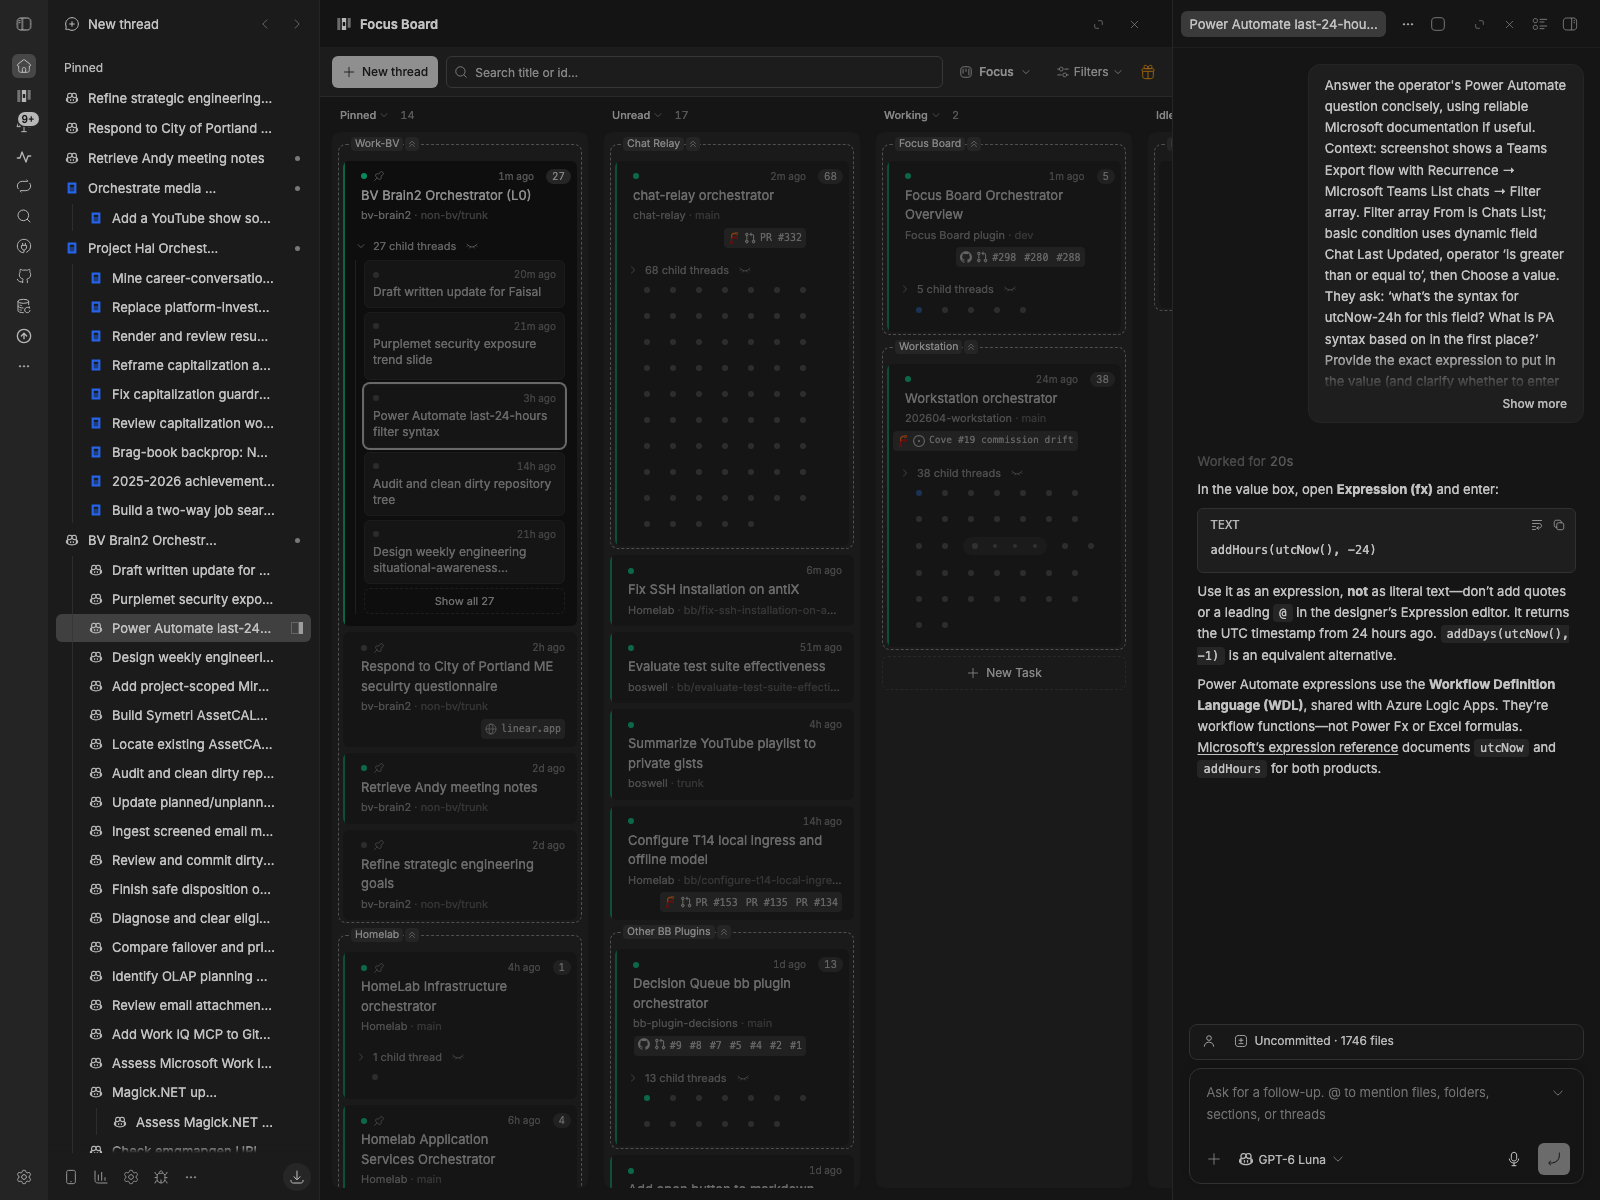 New thread
Pinned
Refine strategic engineering...
Respond to City of Portland ...
Retrieve Andy meeting notes
Orchestrate media ...
Add a YouTube show so...
Project Hal Orchest...
Mine career-conversatio...
Replace platform-invest...
Render and review resu...
Reframe capitalization a...
Fix capitalization guardr...
Review capitalization wo...
Brag-book backprop: N...
2025-2026 achievement...
Build a two-way job sear...
BV Brain2 Orchestr...
Draft written update for ...
Purplemet security expo...
Power Automate last-24...
Design weekly engineeri...
Add project-scoped Mir...
Build Symetri AssetCAL...
Locate existing AssetCA...
Audit and clean dirty rep...
Update planned/unplann...
Ingest screened email m...
Review and commit dirty...
Finish safe disposition o...
Diagnose and clear eligi...
Compare failover and pri...
Identify OLAP planning ...
Review email attachmen...
Add Work IQ MCP to Git...
Assess Microsoft Work I...
Magick.NET up...
Assess Magick.NET ...
9+
Focus Board
New thread
Search title or id...
Focus
Filters
Pinned 14
Work-BV
1m ago 27
BV Brain2 Orchestrator (L0)
bv-brain2 · non-bv/trunk
27 child threads
20m ago
Draft written update for Faisal
21m ago
Purplemet security exposure
trend slide
3h ago
Power Automate last-24-hours
filter syntax
14h ago
Audit and clean dirty repository
tree
21h ago
Design weekly engineering
situational-awareness...
Show all 27
2h ago
Respond to City of Portland ME
secuirty questionnaire
bv-brain2 · non-bv/trunk
linear.app
2d ago
Retrieve Andy meeting notes
bv-brain2 · non-bv/trunk
2d ago
Refine strategic engineering
goals
bv-brain2 · non-bv/trunk
Homelab
4h ago 1
HomeLab Infrastructure
orchestrator
Homelab · main
1 child thread
6h ago 4
Homelab Application
Services Orchestrator
Homelab · main
Unread 17
Chat Relay
2m ago 68
chat-relay orchestrator
chat-relay · main
PR #332
68 child threads
6m ago
Fix SSH installation on antiX
Homelab · bb/fix-ssh-installation-on-a...
51m ago
Evaluate test suite effectiveness
boswell · bb/evaluate-test-suite-effecti...
4h ago
Summarize YouTube playlist to
private gists
boswell · trunk
14h ago
Configure T14 local ingress and
offline model
Homelab · bb/configure-t14-local-ingre...
PR #153 PR #135 PR #134
Other BB Plugins
1d ago 13
Decision Queue bb plugin
orchestrator
bb-plugin-decisions · main
#9 #8 #7 #5 #4 #2 #1
13 child threads
1d ago
Add open button to markdown
Working 2
Focus Board
1m ago 5
Focus Board Orchestrator
Overview
Focus Board plugin · dev
#298 #280 #288
5 child threads
Workstation
24m ago 38
Workstation orchestrator
202604-workstation · main
Cove #19 commission drift
38 child threads
New Task
Idle
Power Automate last-24-hou...
Answer the operator's Power Automate
question concisely, using reliable
Microsoft documentation if useful.
Context: screenshot shows a Teams
Export flow with Recurrence →
Microsoft Teams List chats → Filter
array. Filter array From is Chats List;
basic condition uses dynamic field
Chat Last Updated, operator ‘is greater
than or equal to’, then Choose a value.
They ask: ‘what’s the syntax for
utcNow-24h for this field? What is PA
syntax based on in the first place?’
Provide the exact expression to put in
the value (and clarify whether to enter
Show more
Worked for 20s
In the value box, open Expression (fx) and enter:
TEXT
addHours(utcNow(), -24)
Use it as an expression, not as literal text—don’t add quotes
or a leading @ in the designer’s Expression editor. It returns
the UTC timestamp from 24 hours ago. addDays(utcNow(),
-1) is an equivalent alternative.
Power Automate expressions use the Workflow Definition
Language (WDL), shared with Azure Logic Apps. They’re
workflow functions—not Power Fx or Excel formulas.
Microsoft’s expression reference documents utcNow and
addHours for both products.
Uncommitted · 1746 files
Ask for a follow-up. @ to mention files, folders,
sections, or threads
GPT-6 Luna